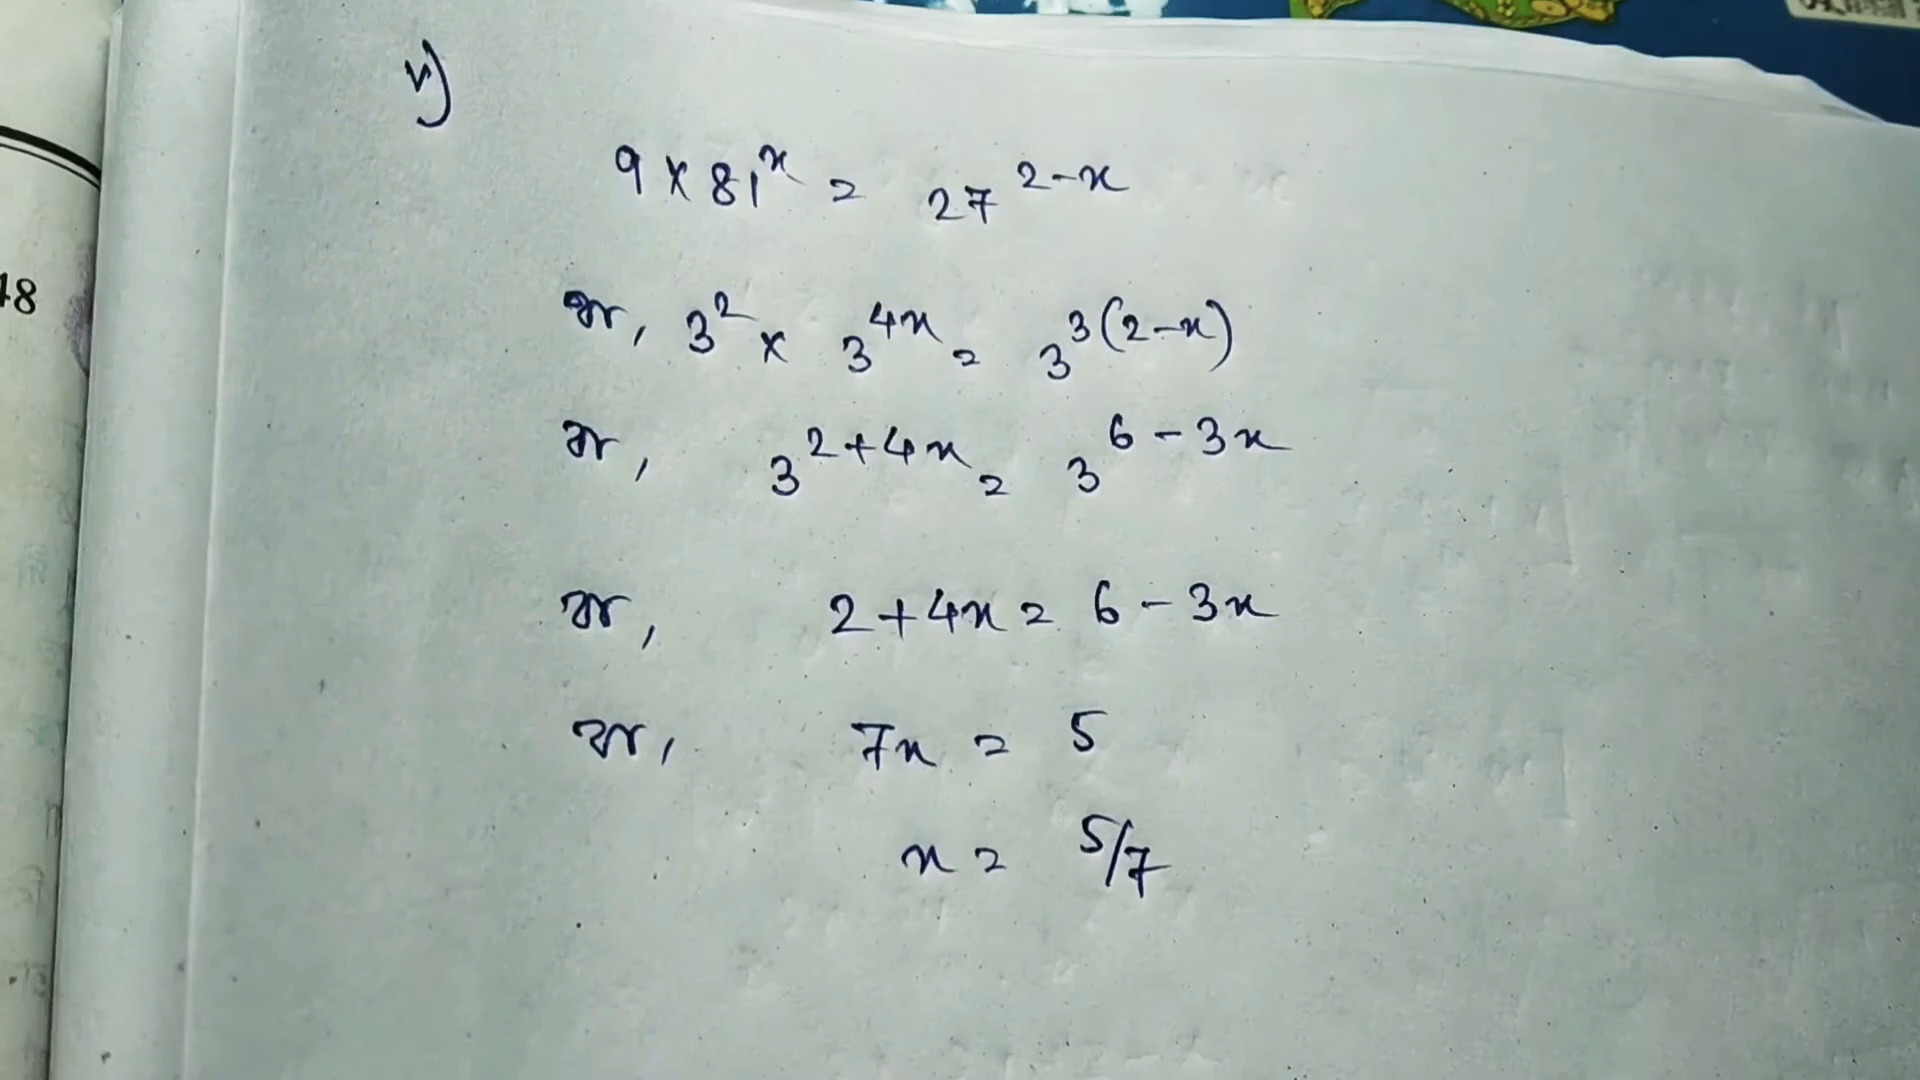 v)
9 × 81^x = 27^{2-x}
বা, 3^2 × 3^{4x} = 3^{3(2-x)}
বা, 3^{2+4x} = 3^{6-3x}
বা, 2+4x = 6-3x
বা, 7x = 5
x = 5/7
48